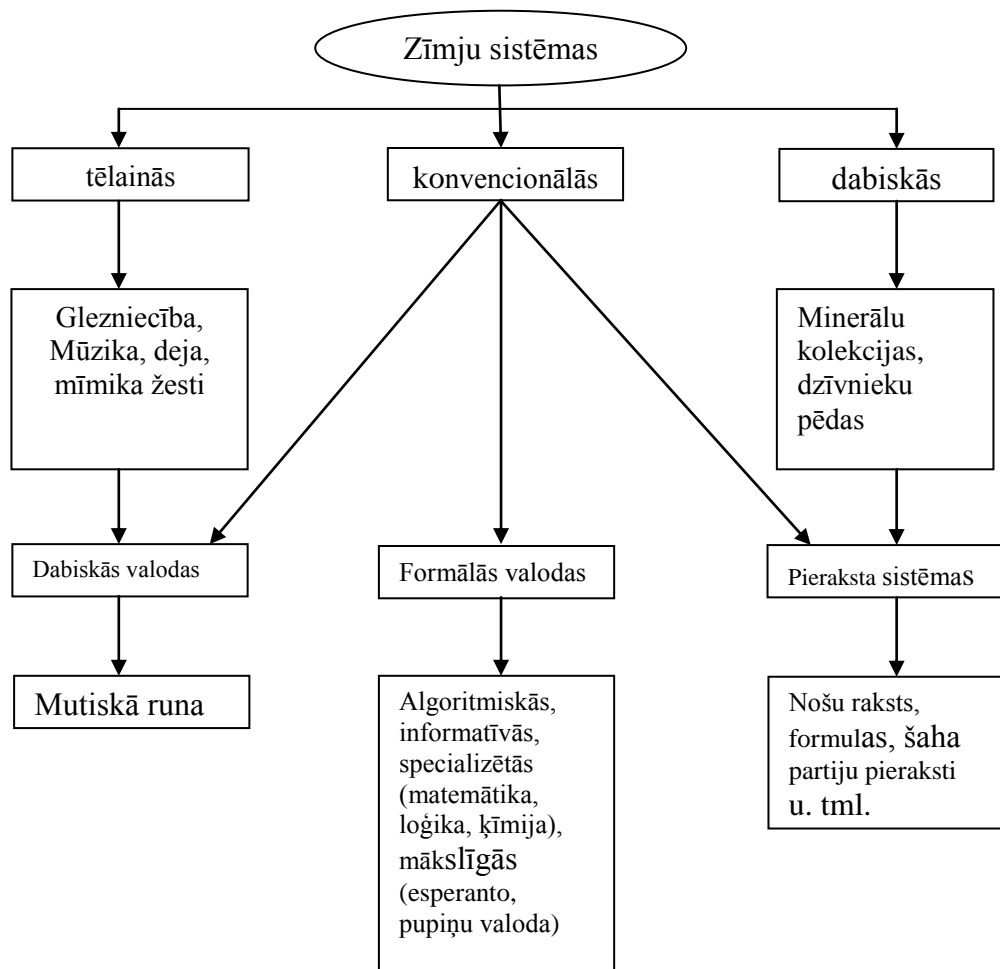 Zīmju sistēmas
tēlainās
konvencionālās
dabiskās
Glezniecība,
Mūzika, deja,
mīmika žesti
Minerālu
kolekcijas,
dzīvnieku
pēdas
Dabiskās valodas
Formālās valodas
Pieraksta sistēmas
Mutiskā runa
Algoritmiskās,
informatīvās,
specializētās
(matemātika,
loģika, ķīmija),
mākslīgās
(esperanto,
pupiņu valoda)
Nošu raksts,
formulas, šaha
partiju pieraksti
u. tml.